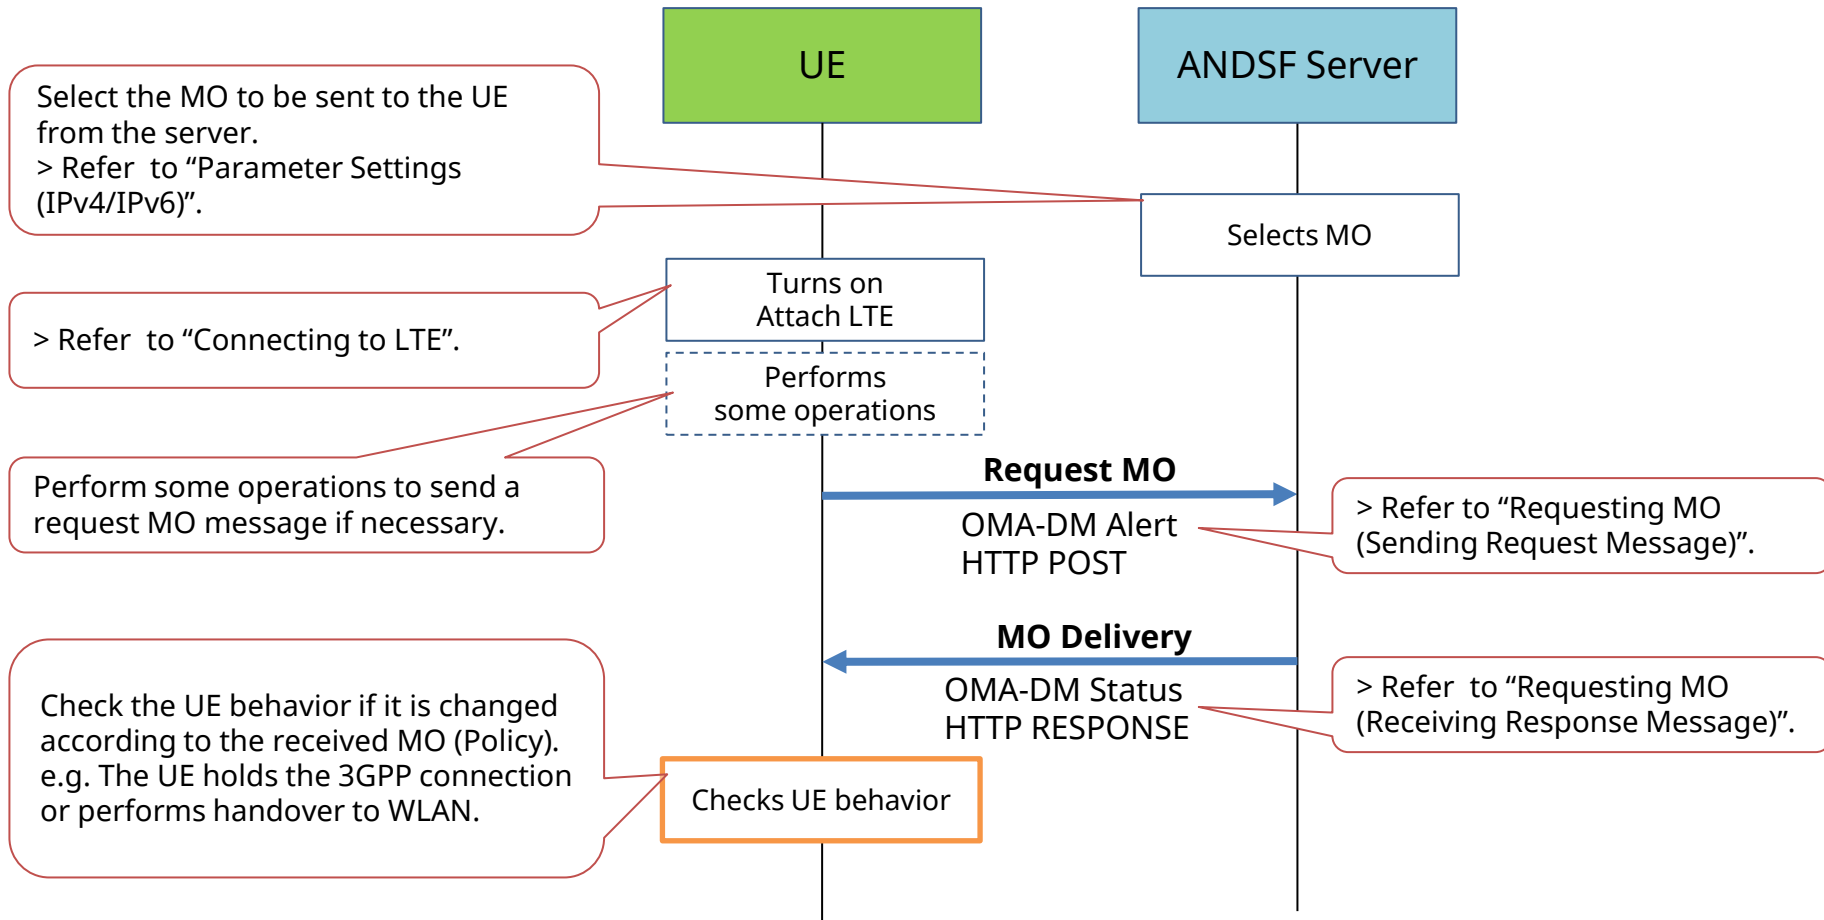 UE
ANDSF Server
Select the MO to be sent to the UE
from the server.
> Refer  to “Parameter Settings
(IPv4/IPv6)”.
Selects MO
Turns on
Attach LTE
> Refer  to “Connecting to LTE”.
Performs
some operations
Perform some operations to send a
request MO message if necessary.
Request MO
OMA-DM Alert
HTTP POST
> Refer to “Requesting MO
(Sending Request Message)”.
MO Delivery
OMA-DM Status
HTTP RESPONSE
> Refer  to “Requesting MO
(Receiving Response Message)”.
Check the UE behavior if it is changed
according to the received MO (Policy).
e.g. The UE holds the 3GPP connection
or performs handover to WLAN.
Checks UE behavior